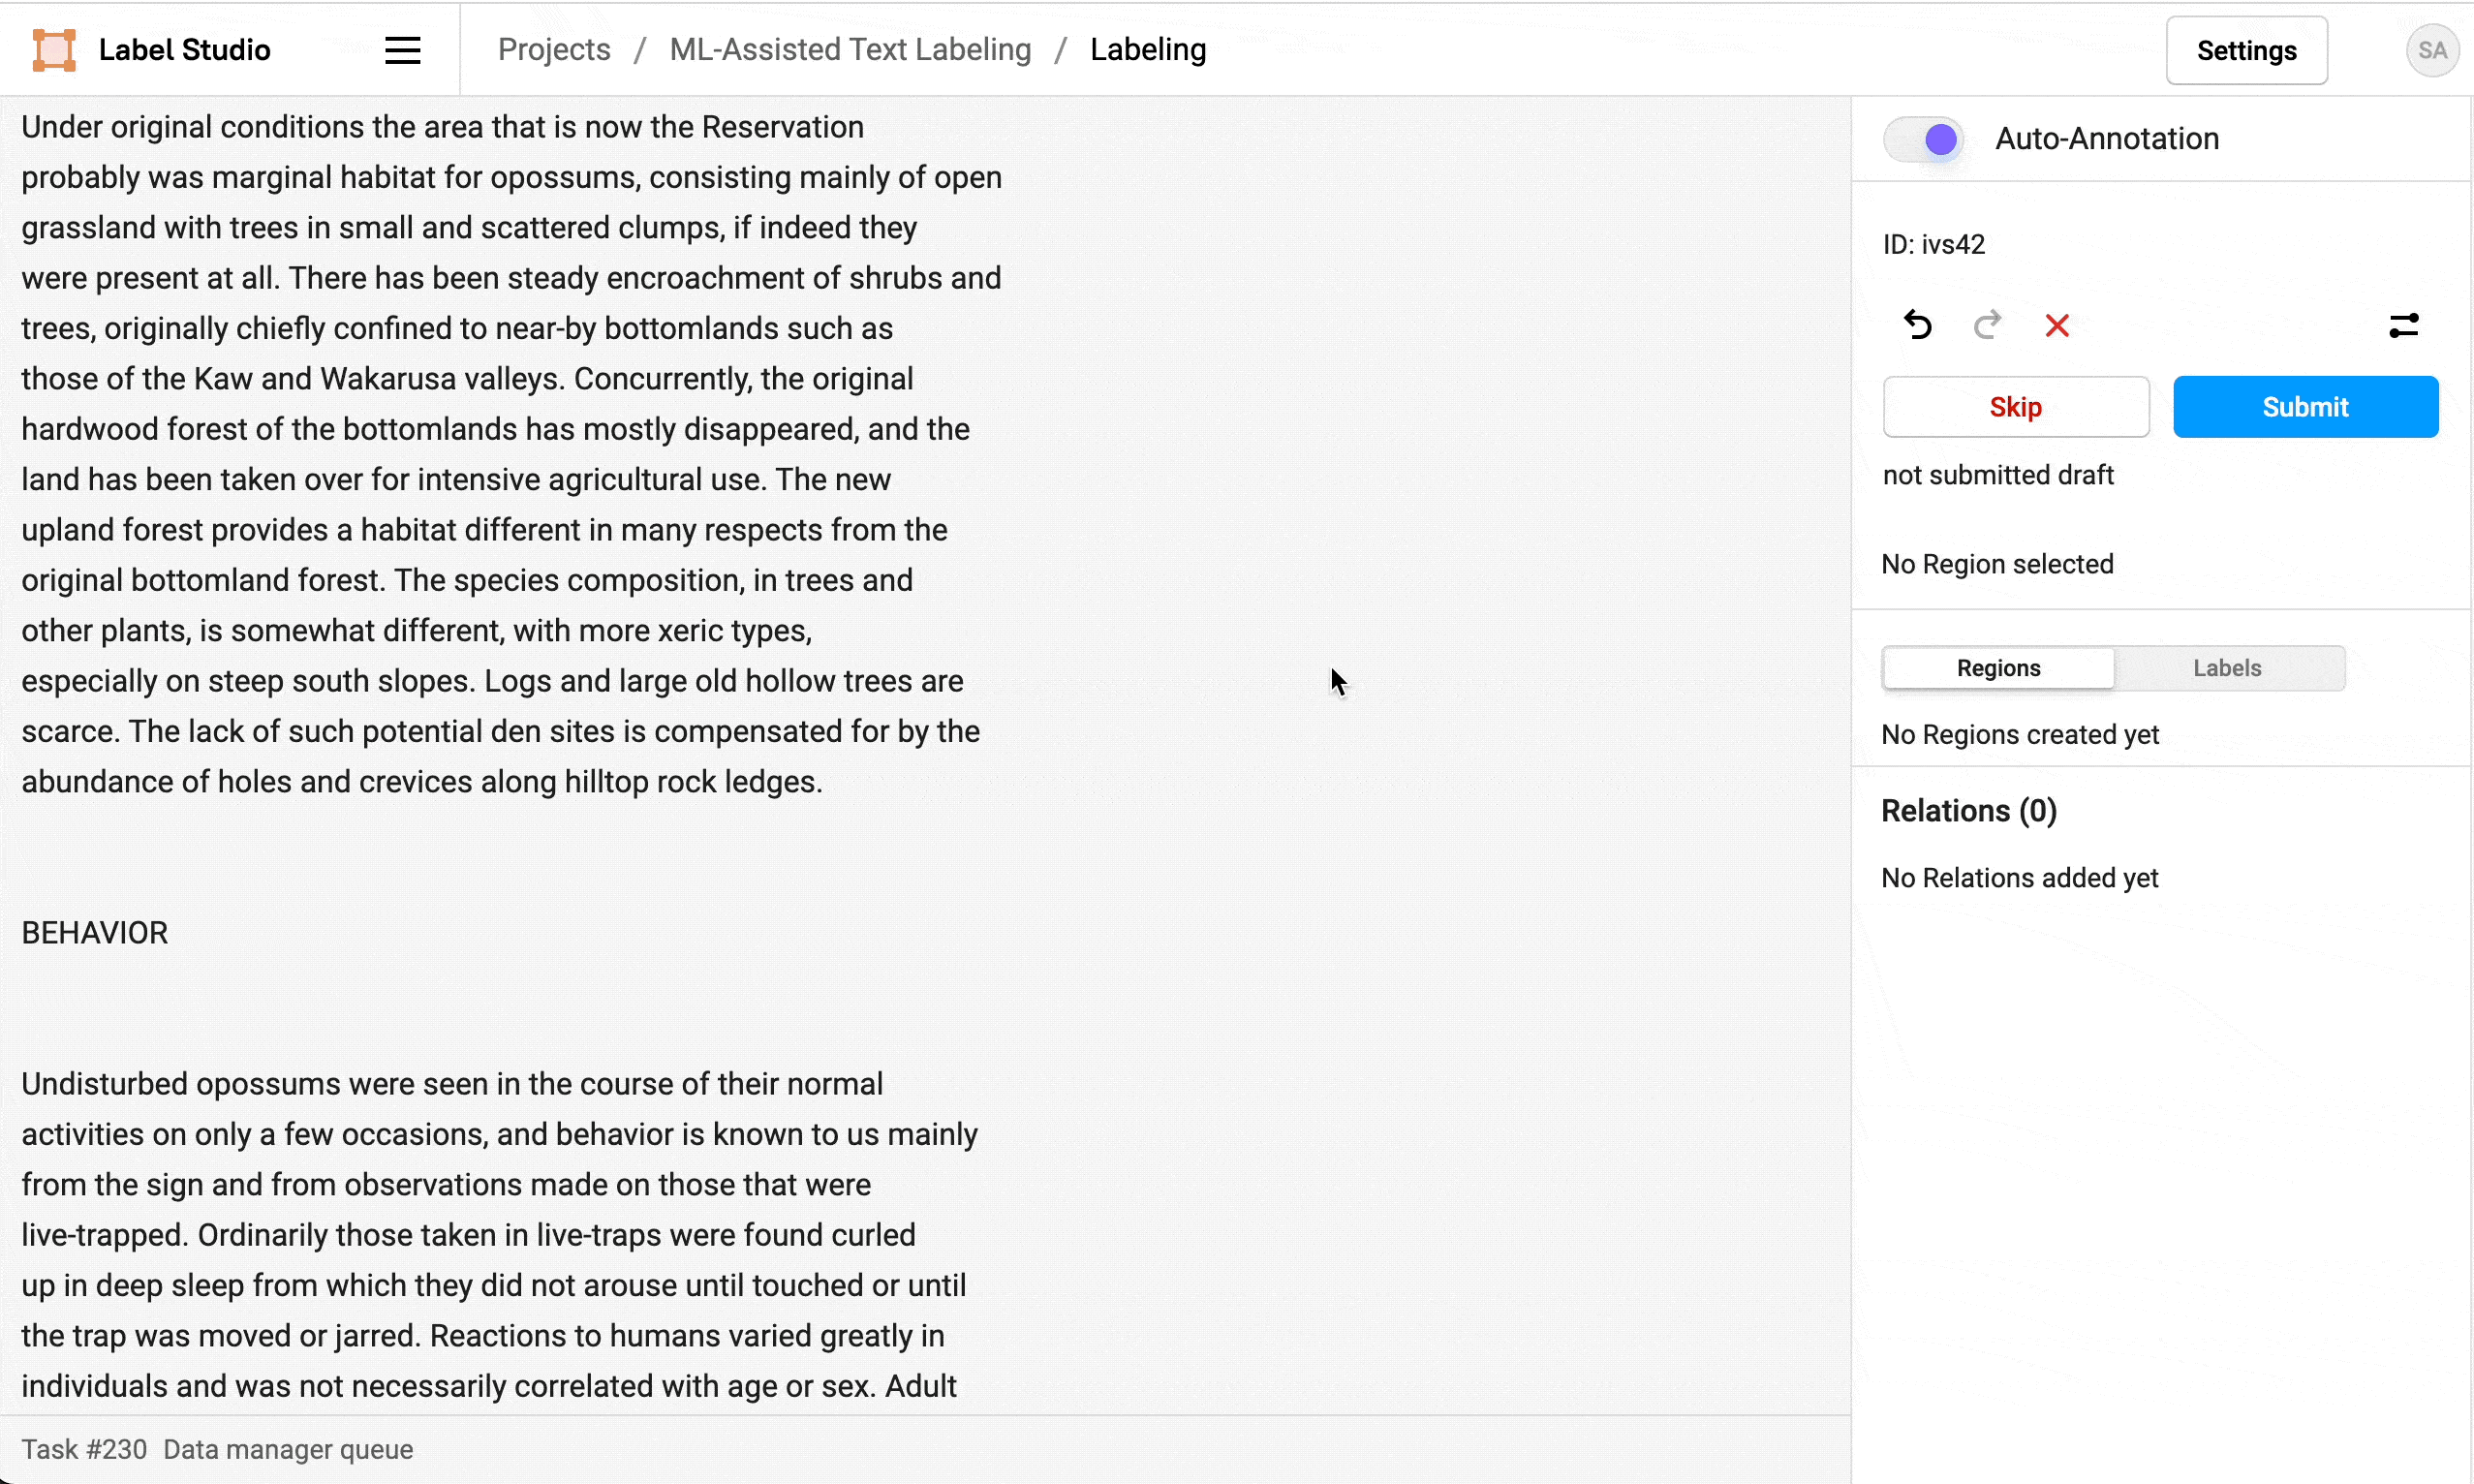 Label Studio
Projects / ML-Assisted Text Labeling / Labeling
Settings
SA
Under original conditions the area that is now the Reservation
probably was marginal habitat for opossums, consisting mainly of open
grassland with trees in small and scattered clumps, if indeed they
were present at all. There has been steady encroachment of shrubs and
trees, originally chiefly confined to near-by bottomlands such as
those of the Kaw and Wakarusa valleys. Concurrently, the original
hardwood forest of the bottomlands has mostly disappeared, and the
land has been taken over for intensive agricultural use. The new
upland forest provides a habitat different in many respects from the
original bottomland forest. The species composition, in trees and
other plants, is somewhat different, with more xeric types,
especially on steep south slopes. Logs and large old hollow trees are
scarce. The lack of such potential den sites is compensated for by the
abundance of holes and crevices along hilltop rock ledges.
BEHAVIOR
Undisturbed opossums were seen in the course of their normal
activities on only a few occasions, and behavior is known to us mainly
from the sign and from observations made on those that were
live-trapped. Ordinarily those taken in live-traps were found curled
up in deep sleep from which they did not arouse until touched or until
the trap was moved or jarred. Reactions to humans varied greatly in
individuals and was not necessarily correlated with age or sex. Adult
Task #230 Data manager queue
Auto-Annotation
ID: ivs42
Skip
Submit
not submitted draft
No Region selected
Regions
Labels
No Regions created yet
Relations (0)
No Relations added yet